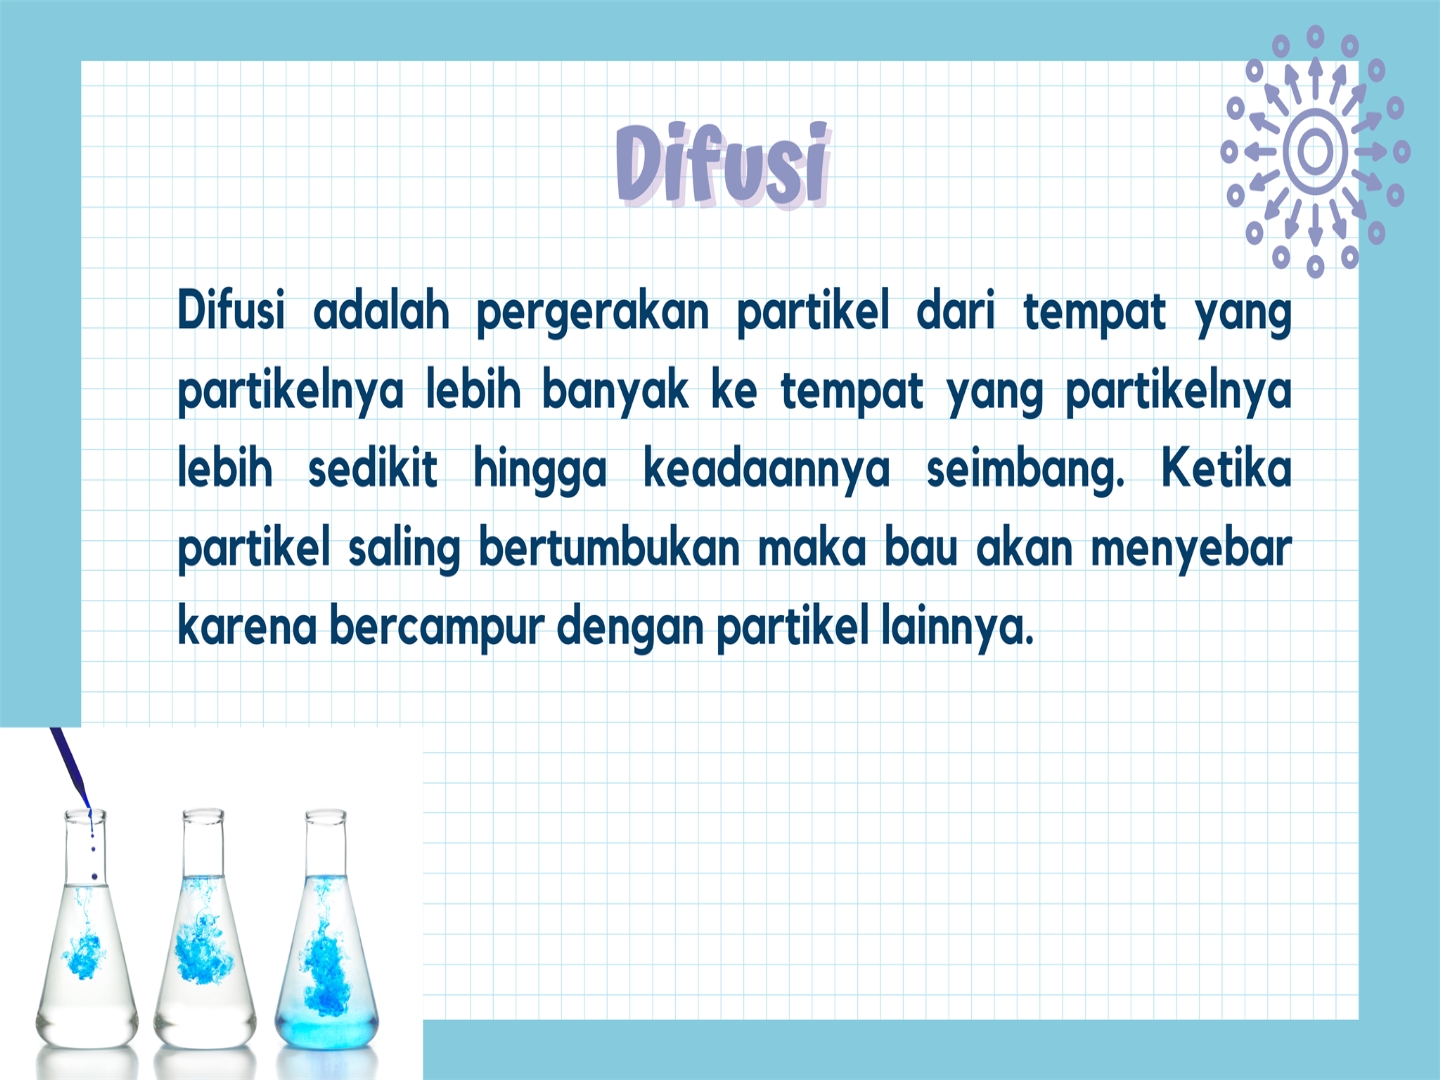 Difusi
Difusi adalah pergerakan partikel dari tempat yang
partikelnya lebih banyak ke tempat yang partikelnya
lebih sedikit hingga keadaannya seimbang. Ketika
partikel saling bertumbukan maka bau akan menyebar
karena bercampur dengan partikel lainnya.